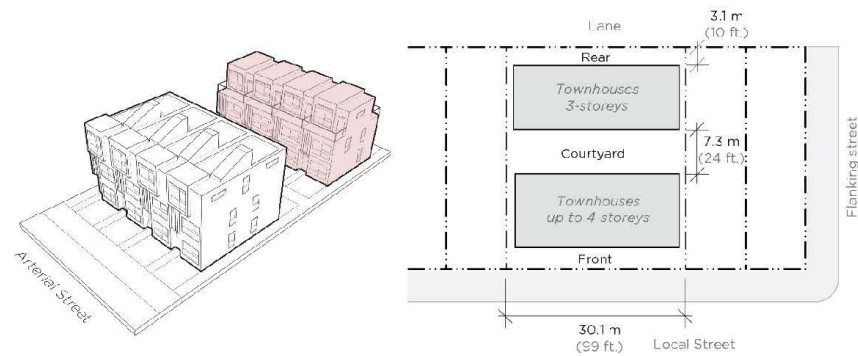 Arterial Street
Lane
3.1 m
(10 ft.)
Rear
Townhouses
3-storeys
7.3 m
(24 ft.)
Courtyard
Townhouses
up to 4-storeys
Front
Flanking street
30.1 m
(99 ft.)
Local Street